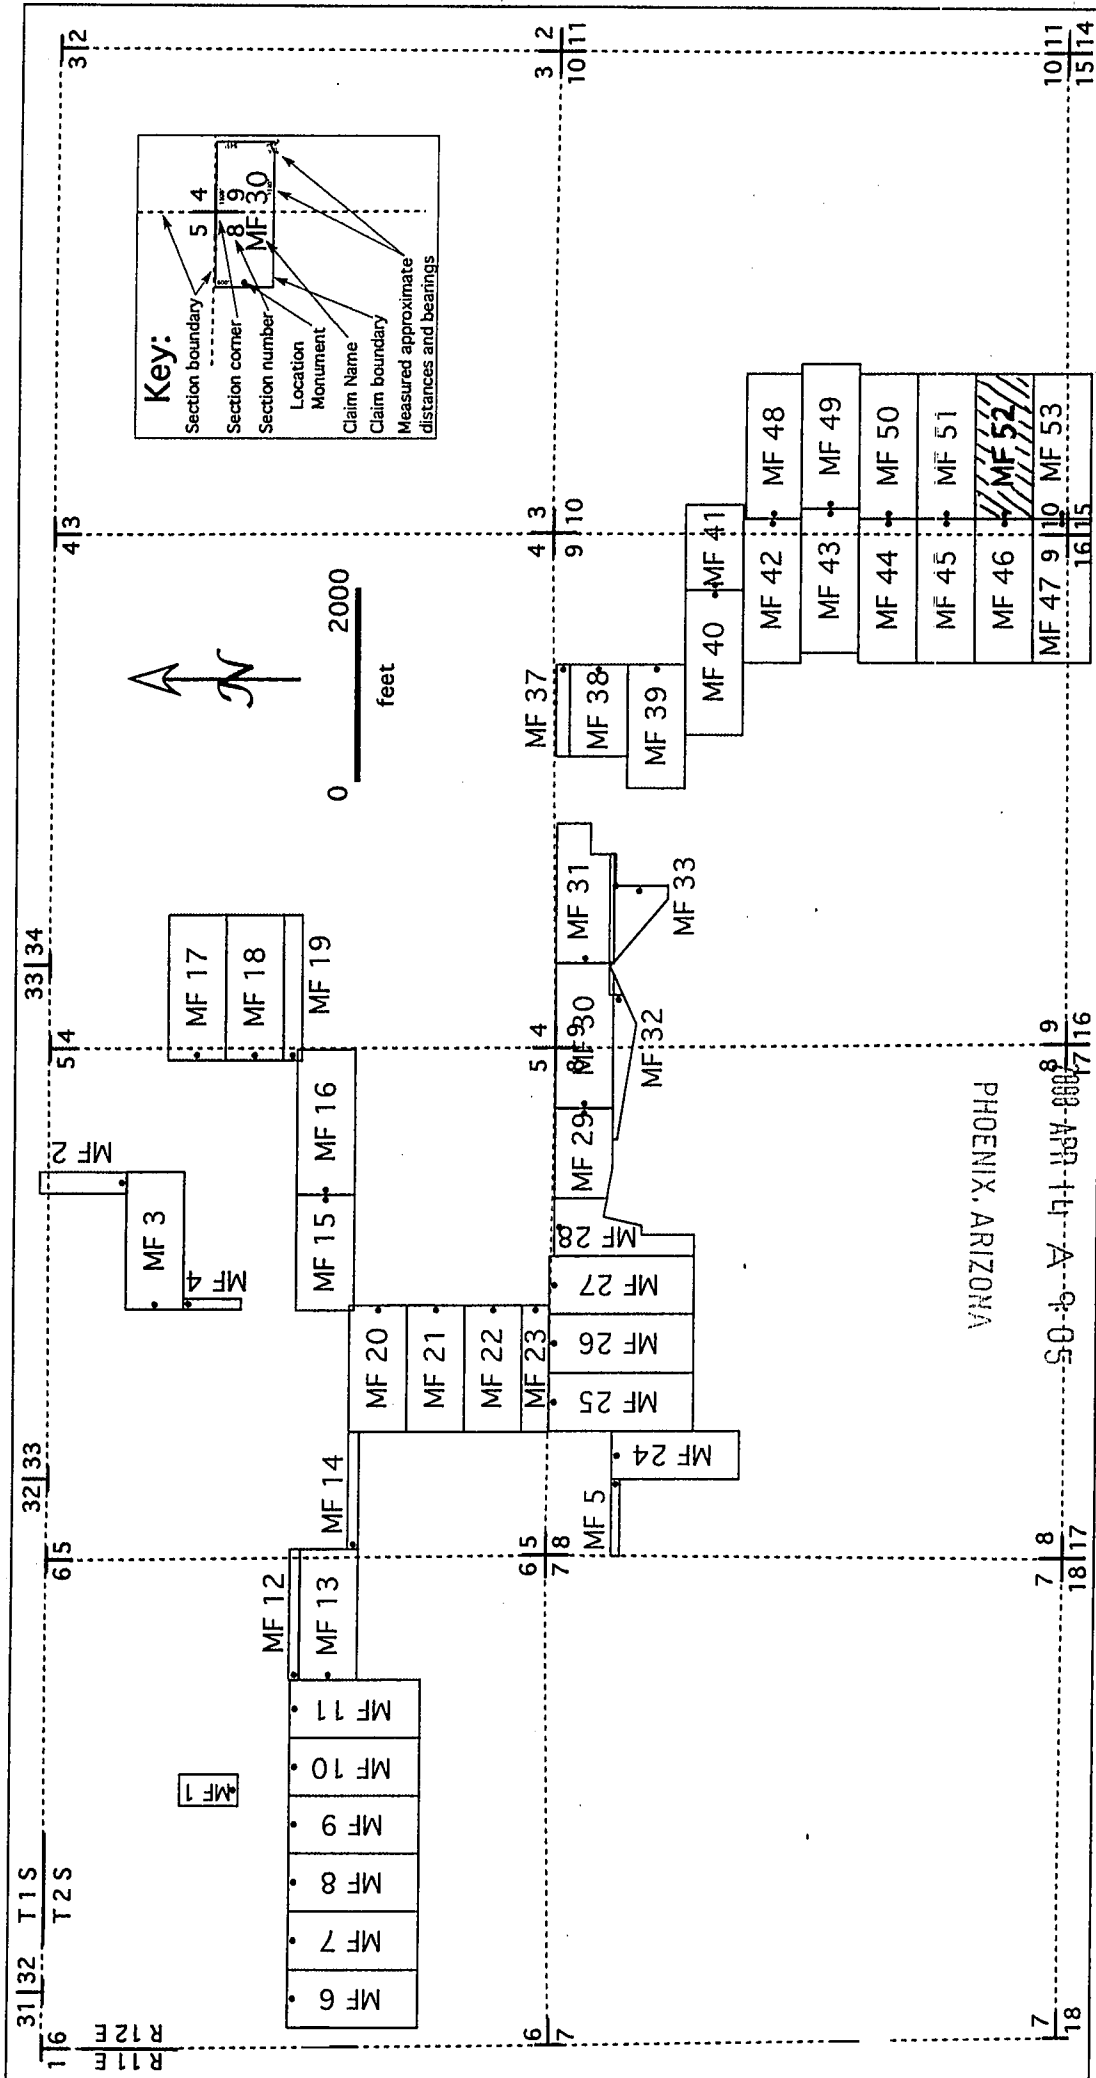 31 | 32 T1S
T2S
1 | 6
R11E R12E
32 | 33
33 | 34
6 | 5
5 | 4
4 | 3
3 | 2
Key:
Section boundary
Section corner
Section number
Location
Monument
Claim Name
Claim boundary
Measured approximate
distances and bearings
5 4
8 9
MF 30
600'
N
0 2000
feet
MF 1
MF 2
MF 3
MF 4
MF 5
MF 6
MF 7
MF 8
MF 9
MF 10
MF 11
MF 12
MF 13
MF 14
MF 15
MF 16
MF 17
MF 18
MF 19
MF 20
MF 21
MF 22
MF 23
MF 24
MF 25
MF 26
MF 27
MF 28
MF 29
MF 30
MF 31
MF 32
MF 33
MF 37
MF 38
MF 39
MF 40
MF 41
MF 42
MF 43
MF 44
MF 45
MF 46
MF 47
MF 48
MF 49
MF 50
MF 51
MF 52
MF 53
6
7
6 5
7 8
5 4
8 9
4 3
9 10
3 2
10 11
7
18
7 8
18 17
8 9
17 16
9 10
16 15
10 11
15 14
APR A 9:05
PHOENIX, ARIZONA